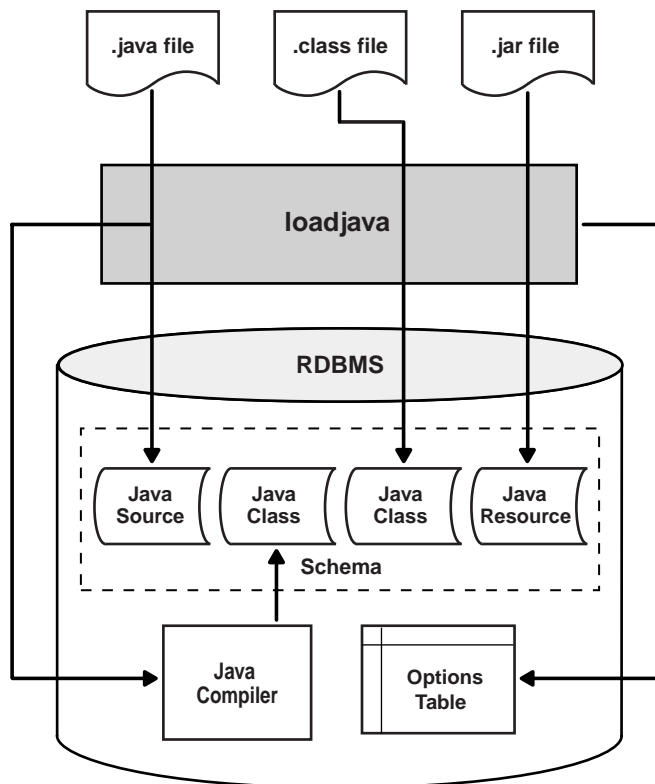 .java file
.class file
.jar file
loadjava
RDBMS
Java
Source
Java
Class
Java
Class
Java
Resource
Schema
Java
Compiler
Options
Table